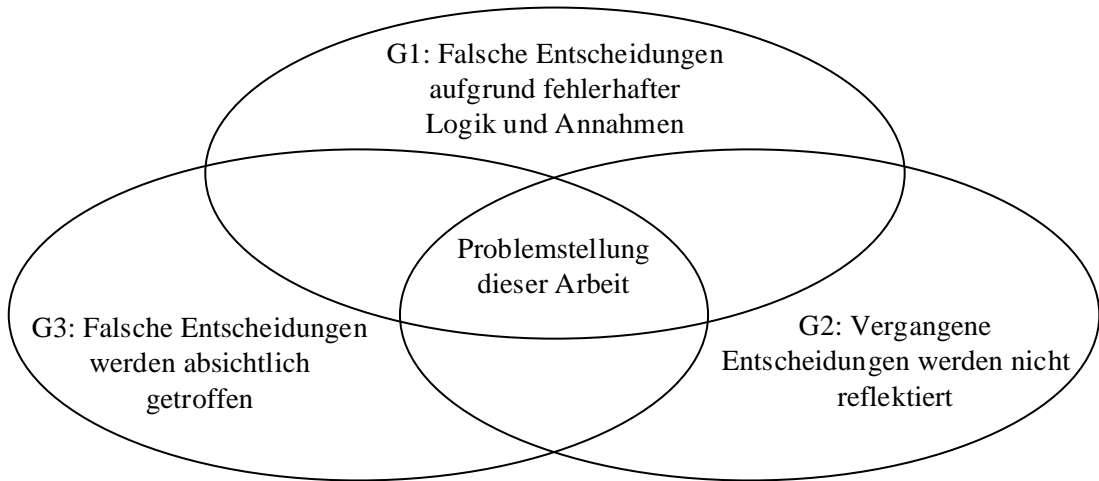 G1: Falsche Entscheidungen
aufgrund fehlerhafter
Logik und Annahmen
Problemstellung
dieser Arbeit
G3: Falsche Entscheidungen
werden absichtlich
getroffen
G2: Vergangene
Entscheidungen werden nicht
reflektiert